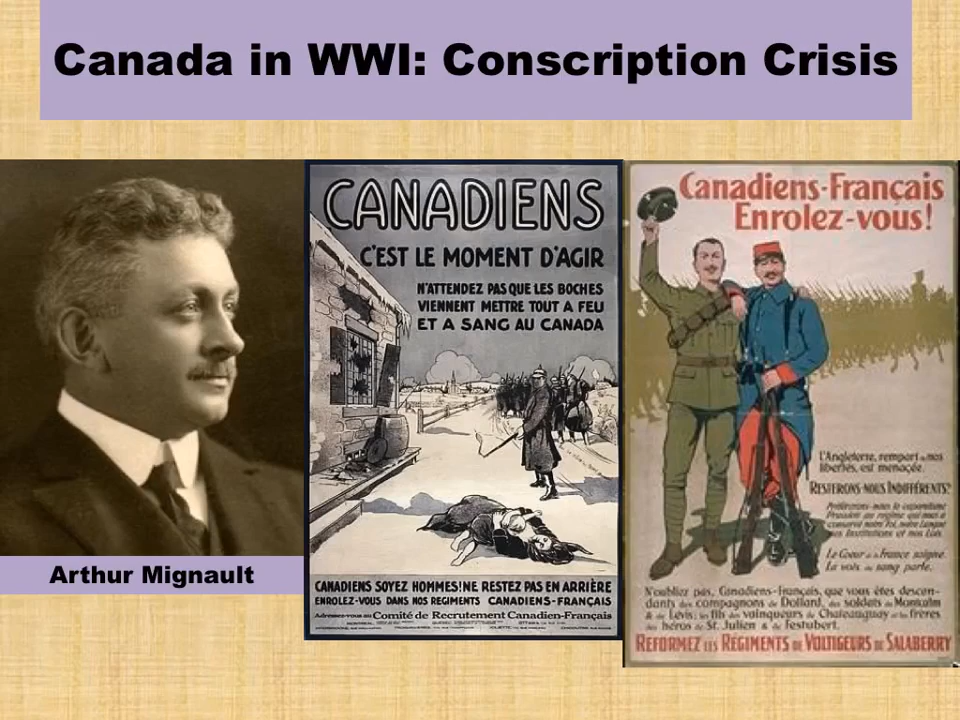 Canada in WWI: Conscription Crisis
Arthur Mignault
CANADIENS
C'EST LE MOMENT D'AGIR
N'ATTENDEZ PAS QUE LES BOCHES
VIENNENT METTRE TOUT A FEU
ET A SANG AU CANADA
CANADIENS SOYEZ HOMMES! NE RESTEZ PAS EN ARRIÈRE
ENROLEZ-VOUS DANS NOS REGIMENTS CANADIENS-FRANÇAIS
Adressez-vous au Comité de Recrutement Canadien-Français
Canadiens-Français
Enrolez-vous!
L'Angleterre, rempart de nos
libertés, est menacée.
RESTERONS-NOUS INDIFFÉRENTS?
Le Coeur de la France saigne.
La voix du sang parle.
N'oubliez pas, Canadiens-Français, que vous êtes descen-
dants des compagnons de Dollard, des soldats de Montcalm
& de Levis; les fils des vainqueurs de Chateauguay et les frères
des héros de St. Julien & de Festubert.
REFORMEZ LES RÉGIMENTS DE VOLTIGEURS DE SALABERRY